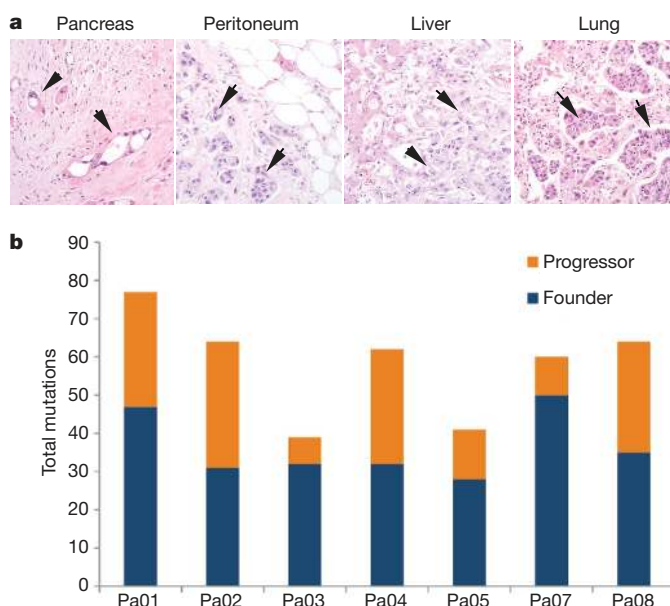 a Pancreas Peritoneum Liver Lung
b
90
80
70
60
50
40
30
20
10
0
Total mutations
Progressor
Founder
Pa01 Pa02 Pa03 Pa04 Pa05 Pa07 Pa08